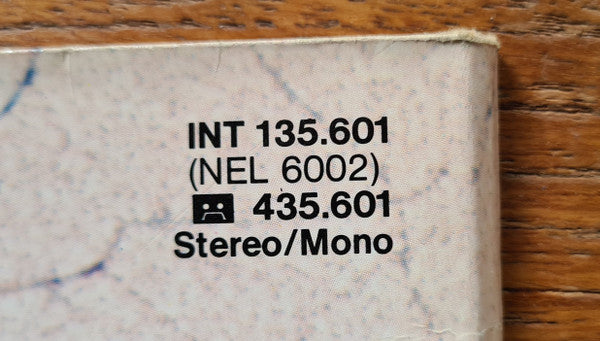 INT 135.601
(NEL 6002)
435.601
Stereo/Mono